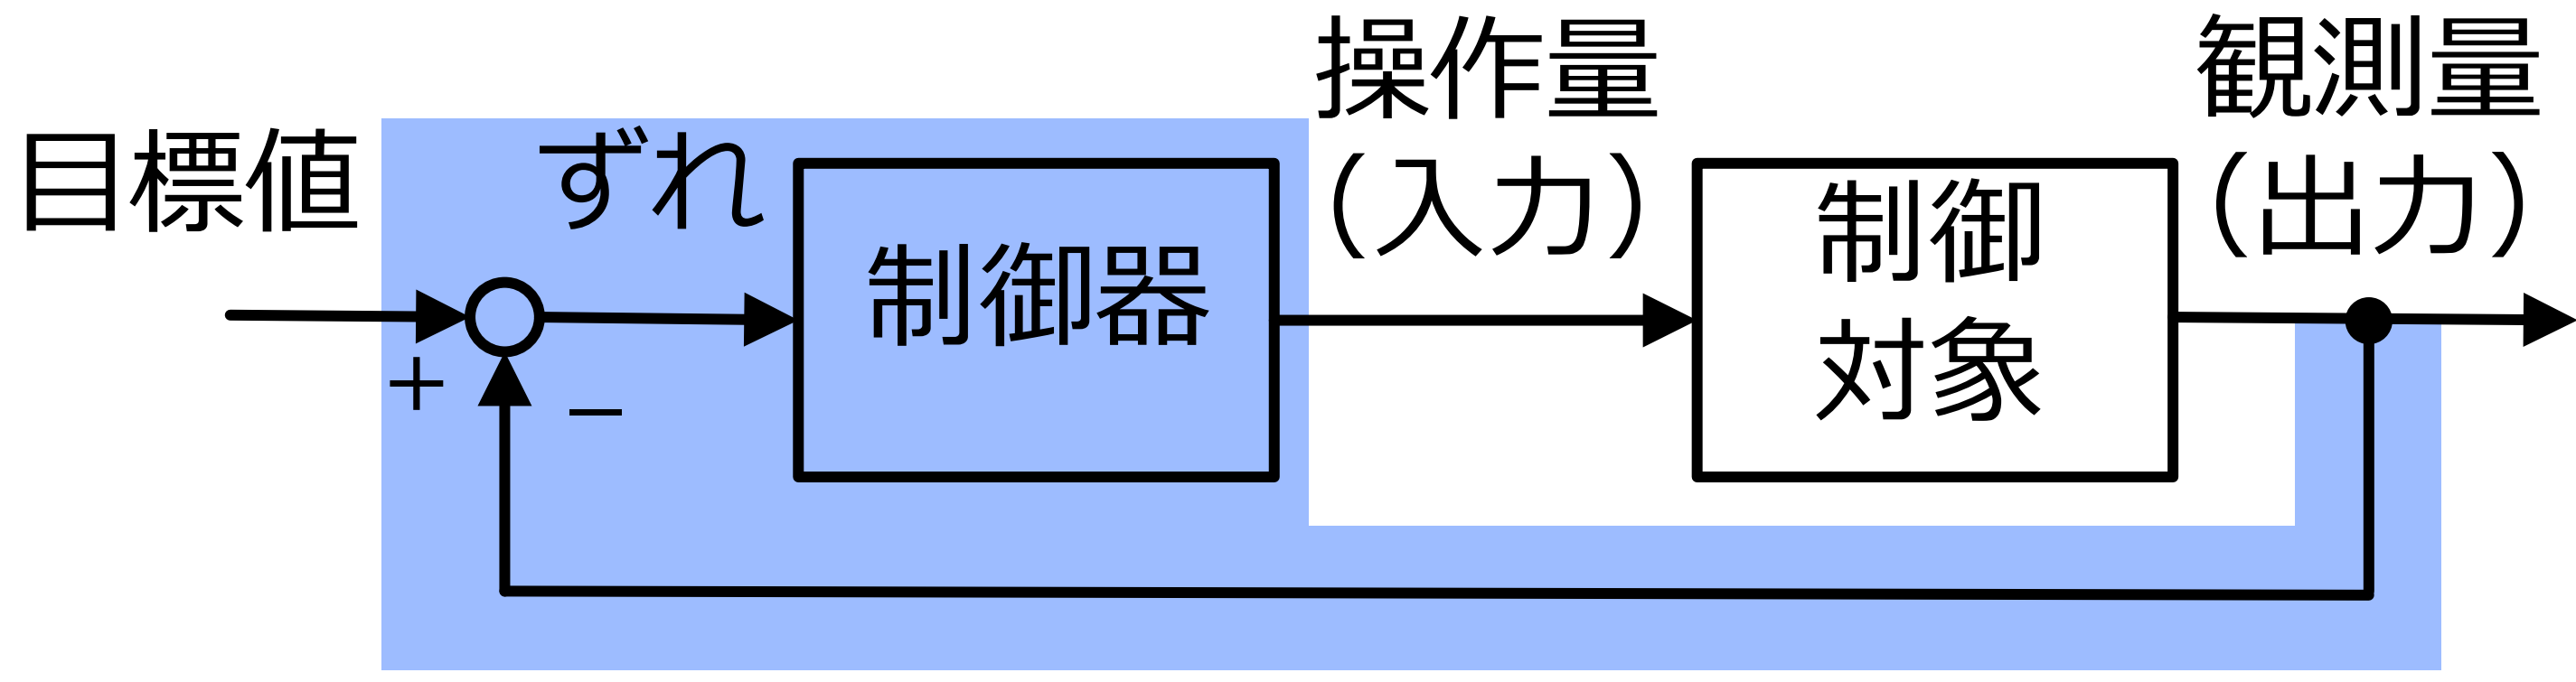 目標値
ずれ
制御器
操作量
（入力）
制御
対象
観測量
（出力）
＋
－